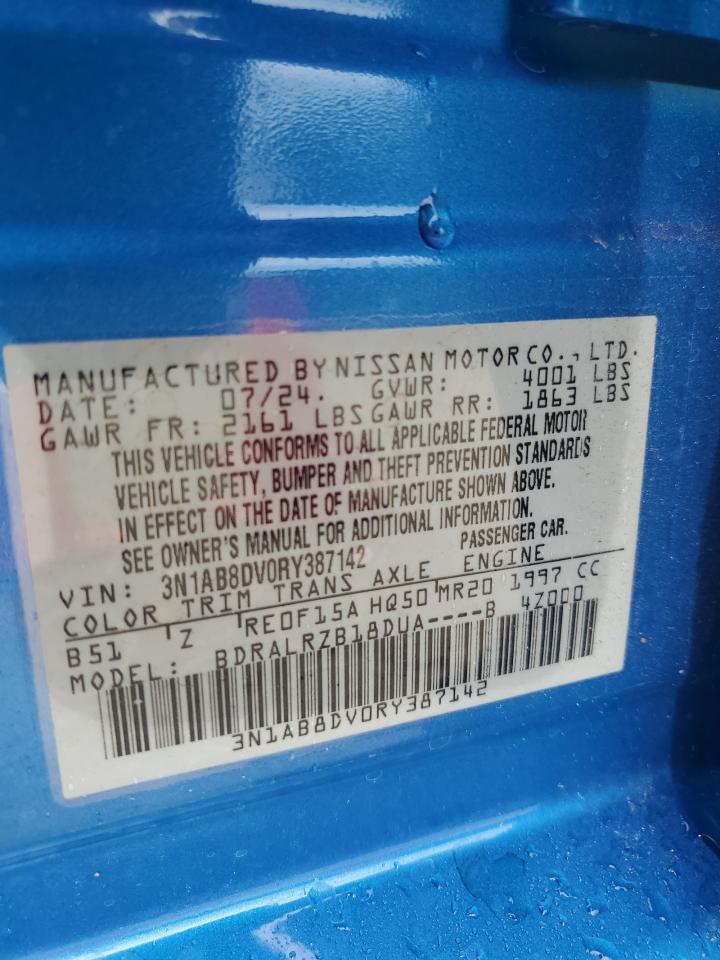 MANUFACTURED BY NISSAN MOTOR CO., LTD.
DATE: 07/24. GVWR: 4001 LBS
GAWR FR: 2161 LBS GAWR RR: 1863 LBS
THIS VEHICLE CONFORMS TO ALL APPLICABLE FEDERAL MOTOR
VEHICLE SAFETY, BUMPER AND THEFT PREVENTION STANDARDS
IN EFFECT ON THE DATE OF MANUFACTURE SHOWN ABOVE.
SEE OWNER'S MANUAL FOR ADDITIONAL INFORMATION.
VIN: 3N1AB8DV0RY387142 PASSENGER CAR.
COLOR TRIM TRANS AXLE ENGINE
B51 Z RE0F15A HQ50 MR20 1997 CC
MODEL: BDRALRZB18DUA----B 4Z000
3N1AB8DV0RY387142